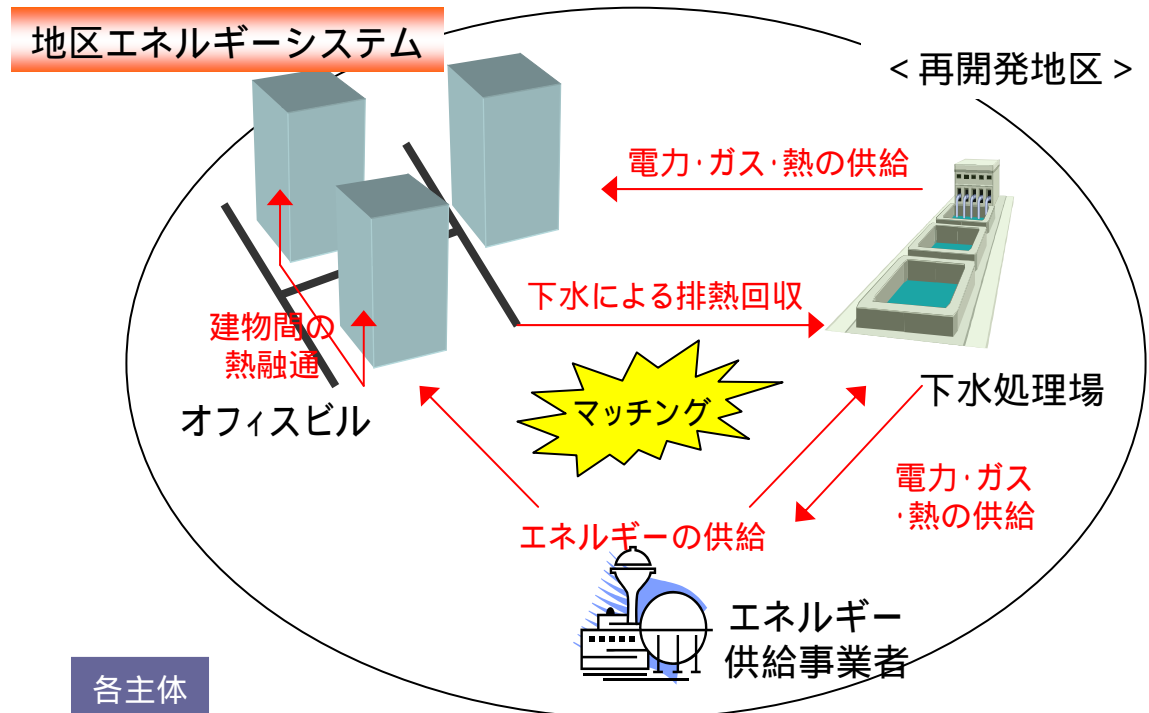 地区エネルギーシステム
＜再開発地区＞
電力・ガス・熱の供給
下水による排熱回収
建物間の
熱融通
マッチング
オフィスビル
下水処理場
電力・ガス
・熱の供給
エネルギーの供給
エネルギー
供給事業者
各主体